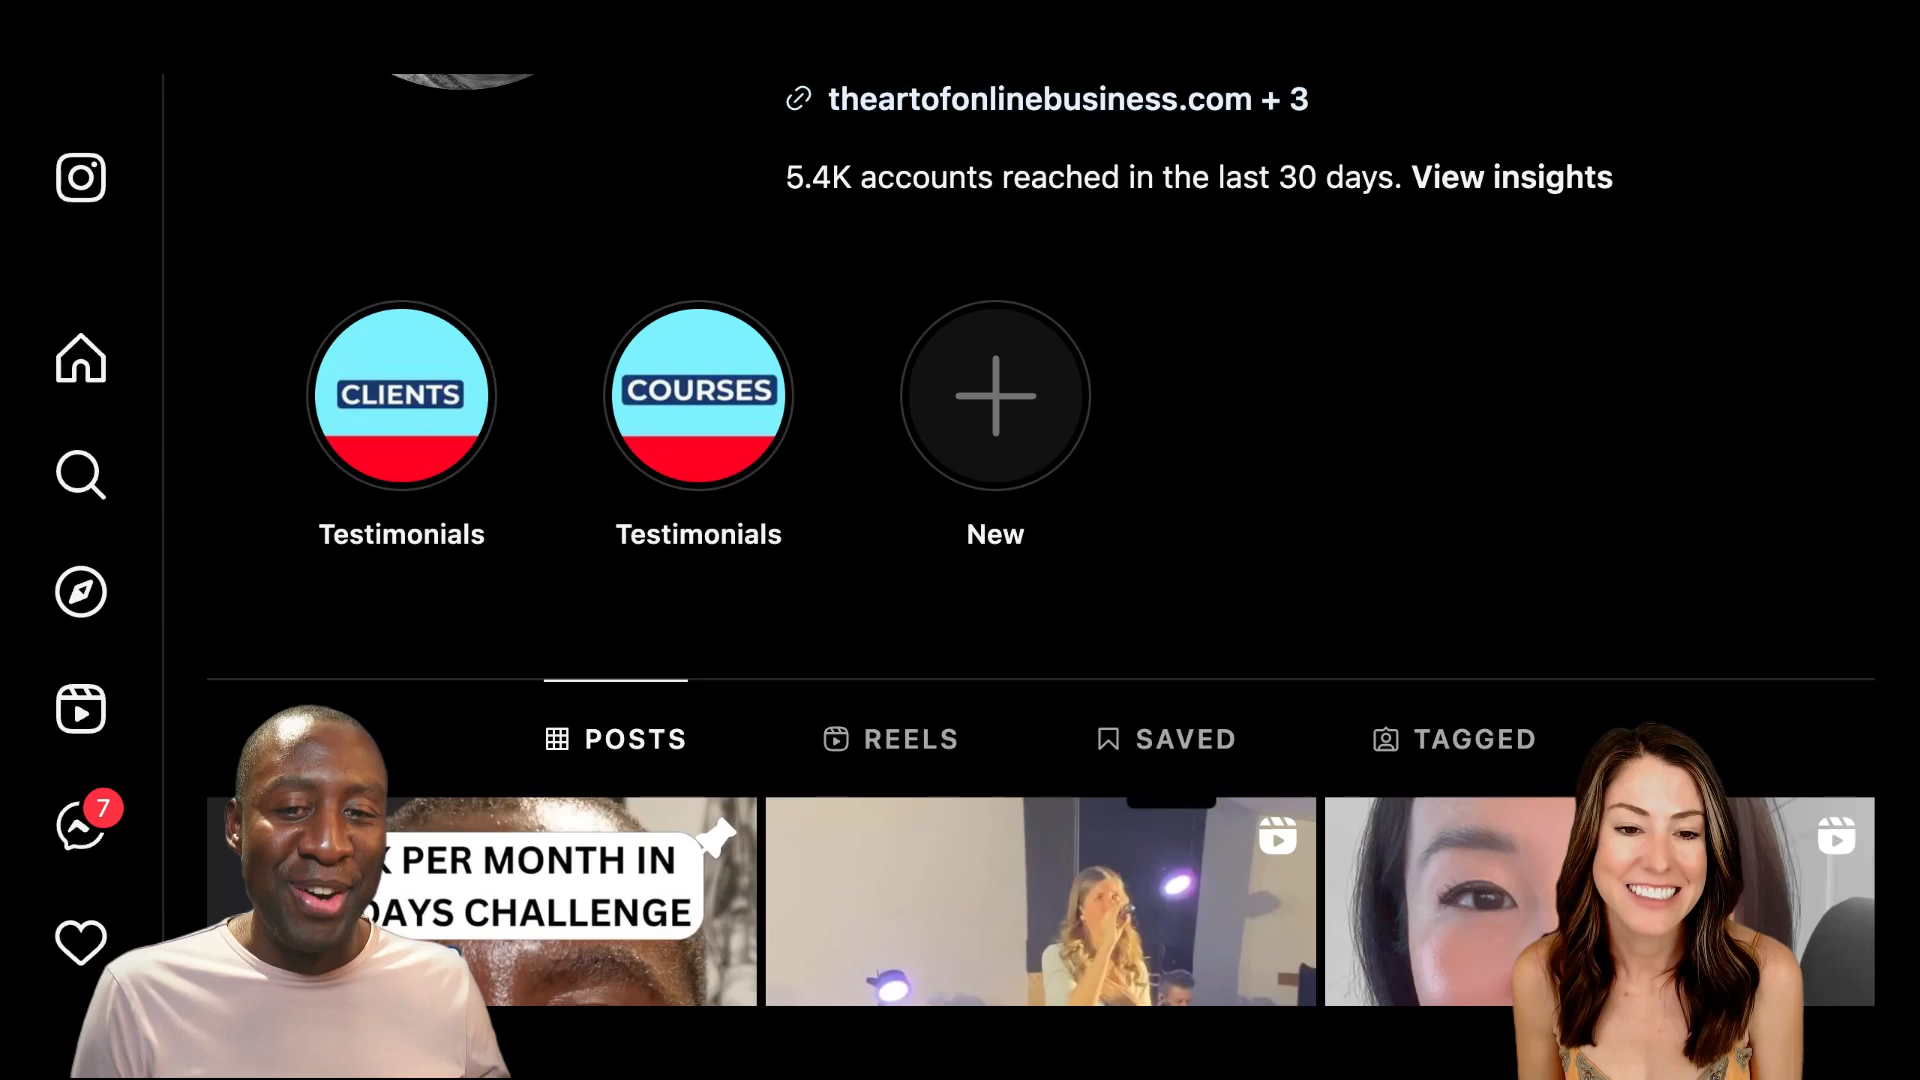 theartofonlinebusiness.com + 3
5.4K accounts reached in the last 30 days. View insights
CLIENTS
COURSES
Testimonials
Testimonials
New
POSTS
REELS
SAVED
TAGGED
7
PER MONTH IN
DAYS CHALLENGE